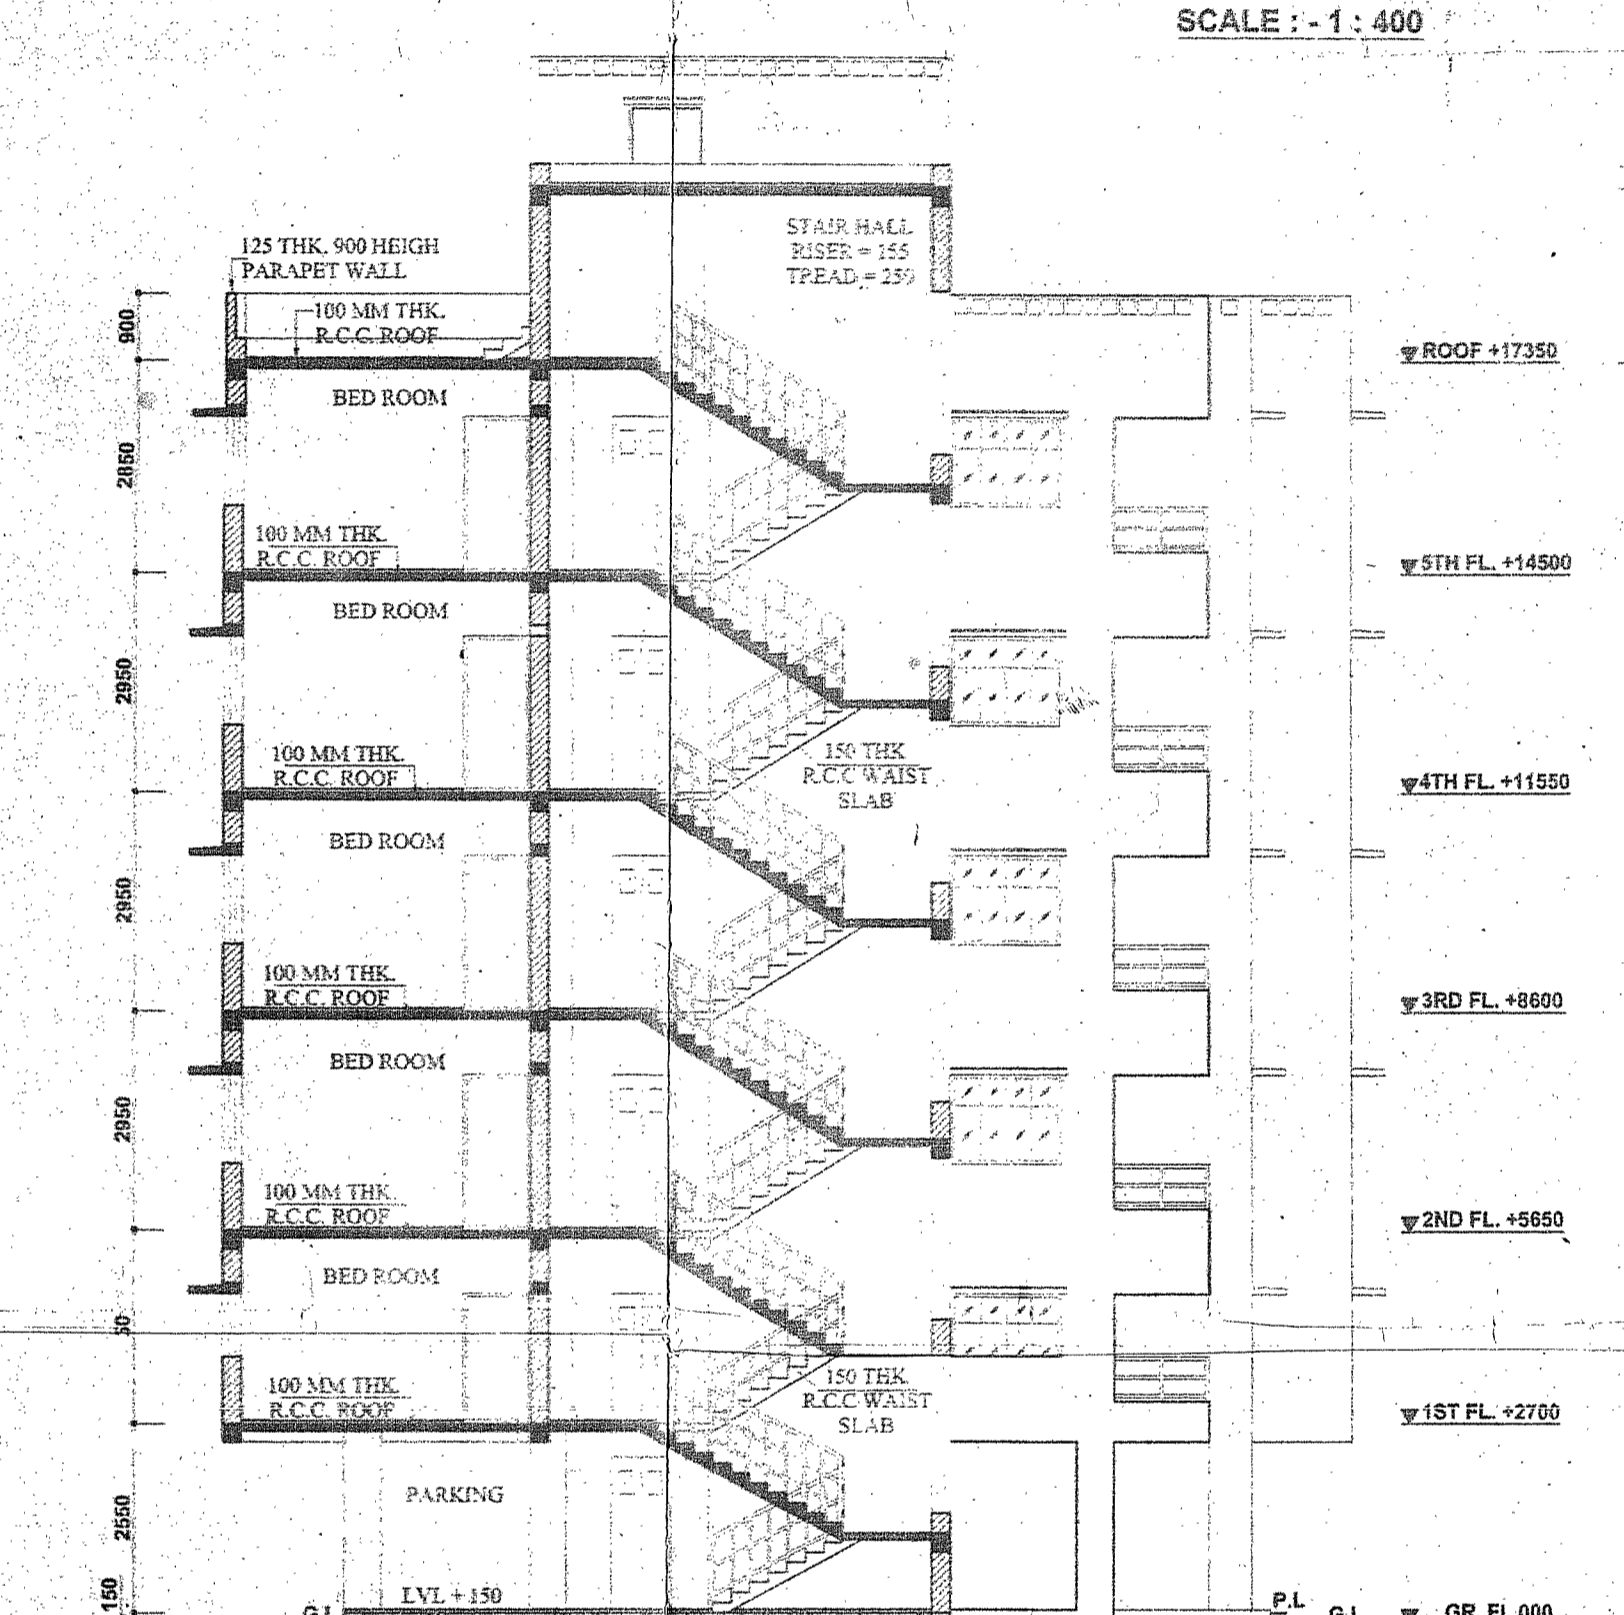 SCALE : - 1 : 400
STAIR HALL
RISER = 155
TREAD = 259
125 THK. 900 HEIGH
PARAPET WALL
100 MM THK.
R.C.C. ROOF
900
ROOF +17350
BED ROOM
2850
100 MM THK.
R.C.C. ROOF
5TH FL. +14500
BED ROOM
2950
100 MM THK.
R.C.C. ROOF
150 THK
R.C.C WAIST
SLAB
4TH FL. +11550
BED ROOM
2950
100 MM THK.
R.C.C. ROOF
3RD FL. +8600
BED ROOM
2950
100 MM THK.
R.C.C. ROOF
2ND FL. +5650
BED ROOM
50
100 MM THK.
R.C.C. ROOF
150 THK.
R.C.C WAIST
SLAB
1ST FL. +2700
PARKING
2550
LVL + 150
150
G.L
P.L
G.L
GR. FL.000